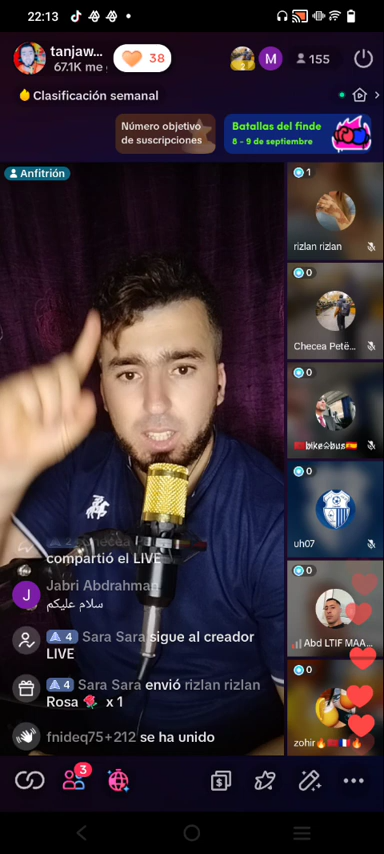 22:13
tanjaw...
67.1K me
38
M
155
Clasificación semanal
Número objetivo
de suscripciones
Batallas del finde
8 - 9 de septiembre
Anfitrión
1
rizlan rizlan
0
Checea Petë...
0
bike bus
0
uh07
0
Abd LTIF MAA...
0
zohir
compartió el LIVE
J
Jabri Abdrahman
سلام عليكم
4 Sara Sara sigue al creador
LIVE
4 Sara Sara envió rizlan rizlan
Rosa 🌹 x 1
fnideq75+212 se ha unido
3